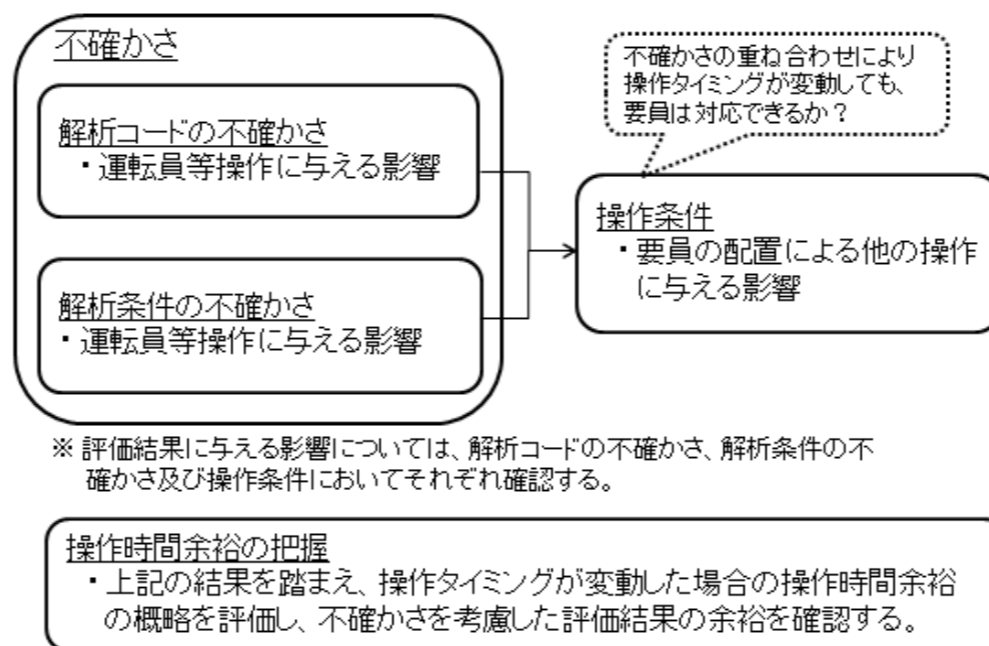 不確かさ
解析コードの不確かさ
・運転員等操作に与える影響
解析条件の不確かさ
・運転員等操作に与える影響
不確かさの重ね合わせにより
操作タイミングが変動しても、
要員は対応できるか？
操作条件
・要員の配置による他の操作
に与える影響
※ 評価結果に与える影響については、解析コードの不確かさ、解析条件の不
確かさ及び操作条件においてそれぞれ確認する。
操作時間余裕の把握
・上記の結果を踏まえ、操作タイミングが変動した場合の操作時間余裕
の概略を評価し、不確かさを考慮した評価結果の余裕を確認する。